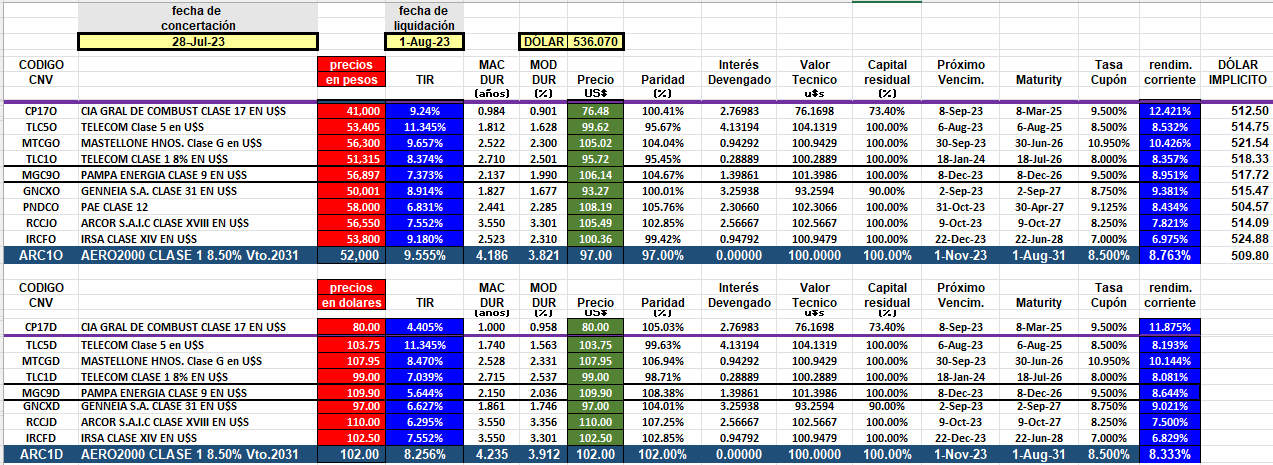 fecha de fecha de
concertación liquidación
28-Jul-23 1-Aug-23 DÓLAR 536.070
CODIGO precios MAC MOD Interés Valor Capital Próximo Tasa rendim. DÓLAR
CNV en pesos TIR DUR DUR Precio Paridad Devengado Tecnico residual Vencim. Maturity Cupón corriente IMPLICITO
(años) (%) US$ (%) u$s (%)
CP17O CIA GRAL DE COMBUST CLASE 17 EN U$S 41,000 9.24% 0.984 0.901 76.48 100.41% 2.76983 76.1698 73.40% 8-Sep-23 8-Mar-25 9.500% 12.421% 512.50
TLC5O TELECOM Clase 5 en U$S 53,405 11.345% 1.812 1.628 99.62 95.67% 4.13194 104.1319 100.00% 6-Aug-23 6-Aug-25 8.500% 8.532% 514.75
MTCGO MASTELLONE HNOS. Clase G en U$S 56,300 9.657% 2.522 2.300 105.02 104.04% 0.94292 100.9429 100.00% 30-Sep-23 30-Jun-26 10.950% 10.426% 521.54
TLC1O TELECOM CLASE 1 8% EN U$S 51,315 8.374% 2.710 2.501 95.72 95.45% 0.28889 100.2889 100.00% 18-Jan-24 18-Jul-26 8.000% 8.357% 518.33
MGC9O PAMPA ENERGIA CLASE 9 EN U$S 56,897 7.373% 2.137 1.990 106.14 104.67% 1.39861 101.3986 100.00% 8-Dec-23 8-Dec-26 9.500% 8.951% 517.72
GNCXO GENNEIA S.A. CLASE 31 EN U$S 50,001 8.914% 1.827 1.677 93.27 100.01% 3.25938 93.2594 90.00% 2-Sep-23 2-Sep-27 8.750% 9.381% 515.47
PNDCO PAE CLASE 12 58,000 6.831% 2.441 2.285 108.19 105.76% 2.30660 102.3066 100.00% 31-Oct-23 30-Apr-27 9.125% 8.434% 504.57
RCCJO ARCOR S.A.I.C CLASE XVIII EN U$S 56,550 7.552% 3.550 3.301 105.49 102.85% 2.56667 102.5667 100.00% 9-Oct-23 9-Oct-27 8.250% 7.821% 514.09
IRCFO IRSA CLASE XIV EN U$S 53,800 9.180% 2.523 2.310 100.36 99.42% 0.94792 100.9479 100.00% 22-Dec-23 22-Jun-28 7.000% 6.975% 524.88
ARC1O AERO2000 CLASE 1 8.50% Vto.2031 52,000 9.555% 4.186 3.821 97.00 97.00% 0.00000 100.0000 100.00% 1-Nov-23 1-Aug-31 8.500% 8.763% 509.80
CODIGO precios MAC MOD Interés Valor Capital Próximo Tasa rendim.
CNV en dolares TIR DUR DUR Precio Paridad Devengado Tecnico residual Vencim. Maturity Cupón corriente
(años) (%) US$ (%) u$s (%)
CP17D CIA GRAL DE COMBUST CLASE 17 EN U$S 80.00 4.405% 1.000 0.958 80.00 105.03% 2.76983 76.1698 73.40% 8-Sep-23 8-Mar-25 9.500% 11.875%
TLC5D TELECOM Clase 5 en U$S 103.75 11.345% 1.740 1.563 103.75 99.63% 4.13194 104.1319 100.00% 6-Aug-23 6-Aug-25 8.500% 8.193%
MTCGD MASTELLONE HNOS. Clase G en U$S 107.95 8.470% 2.528 2.331 107.95 106.94% 0.94292 100.9429 100.00% 30-Sep-23 30-Jun-26 10.950% 10.144%
TLC1D TELECOM CLASE 1 8% EN U$S 99.00 7.039% 2.715 2.537 99.00 98.71% 0.28889 100.2889 100.00% 18-Jan-24 18-Jul-26 8.000% 8.081%
MGC9D PAMPA ENERGIA CLASE 9 EN U$S 109.90 5.644% 2.150 2.036 109.90 108.38% 1.39861 101.3986 100.00% 8-Dec-23 8-Dec-26 9.500% 8.644%
GNCXD GENNEIA S.A. CLASE 31 EN U$S 97.00 6.627% 1.861 1.746 97.00 104.01% 3.25938 93.2594 90.00% 2-Sep-23 2-Sep-27 8.750% 9.021%
RCCJD ARCOR S.A.I.C CLASE XVIII EN U$S 110.00 6.295% 3.550 3.356 110.00 107.25% 2.56667 102.5667 100.00% 9-Oct-23 9-Oct-27 8.250% 7.500%
IRCFD IRSA CLASE XIV EN U$S 102.50 7.552% 3.550 3.301 102.50 102.85% 0.94792 100.9479 100.00% 22-Dec-23 22-Jun-28 7.000% 6.829%
ARC1D AERO2000 CLASE 1 8.50% Vto.2031 102.00 8.256% 4.235 3.912 102.00 102.00% 0.00000 100.0000 100.00% 1-Nov-23 1-Aug-31 8.500% 8.333%